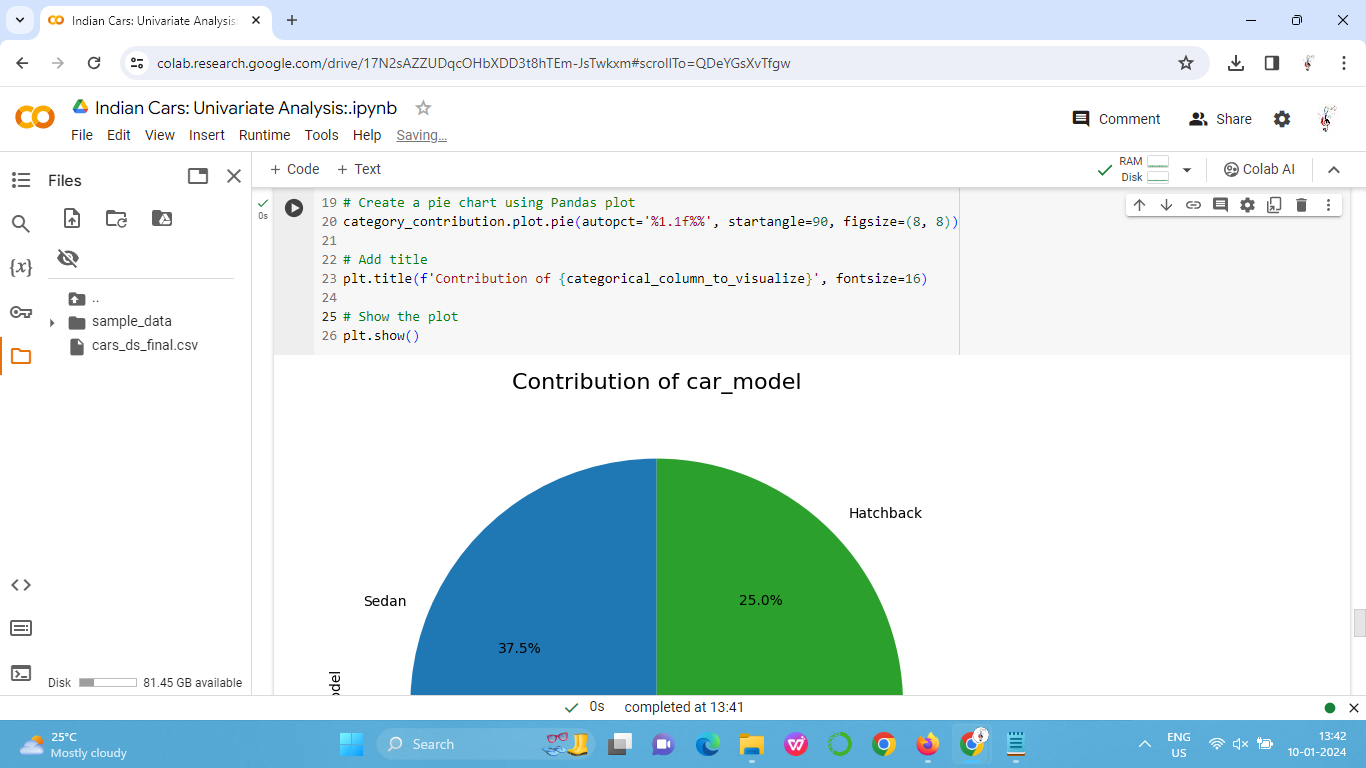 Indian Cars: Univariate Analysis:
colab.research.google.com/drive/17N2sAZZUDqcOHbXDD3t8hTEm-JsTwkxm#scrollTo=QDeYGsXvTfgw
Indian Cars: Univariate Analysis:.ipynb
File Edit View Insert Runtime Tools Help Saving...
Comment Share
Files
+ Code + Text
RAM
Disk
Colab AI
{x}
..
sample_data
cars_ds_final.csv
Disk 81.45 GB available
0s
19 # Create a pie chart using Pandas plot
20 category_contribution.plot.pie(autopct='%1.1f%%', startangle=90, figsize=(8, 8))
21
22 # Add title
23 plt.title(f'Contribution of {categorical_column_to_visualize}', fontsize=16)
24
25 # Show the plot
26 plt.show()
Contribution of car_model
Hatchback
Sedan
25.0%
37.5%
odel
0s completed at 13:41
25°C
Mostly cloudy
Search
ENG
US
13:42
10-01-2024